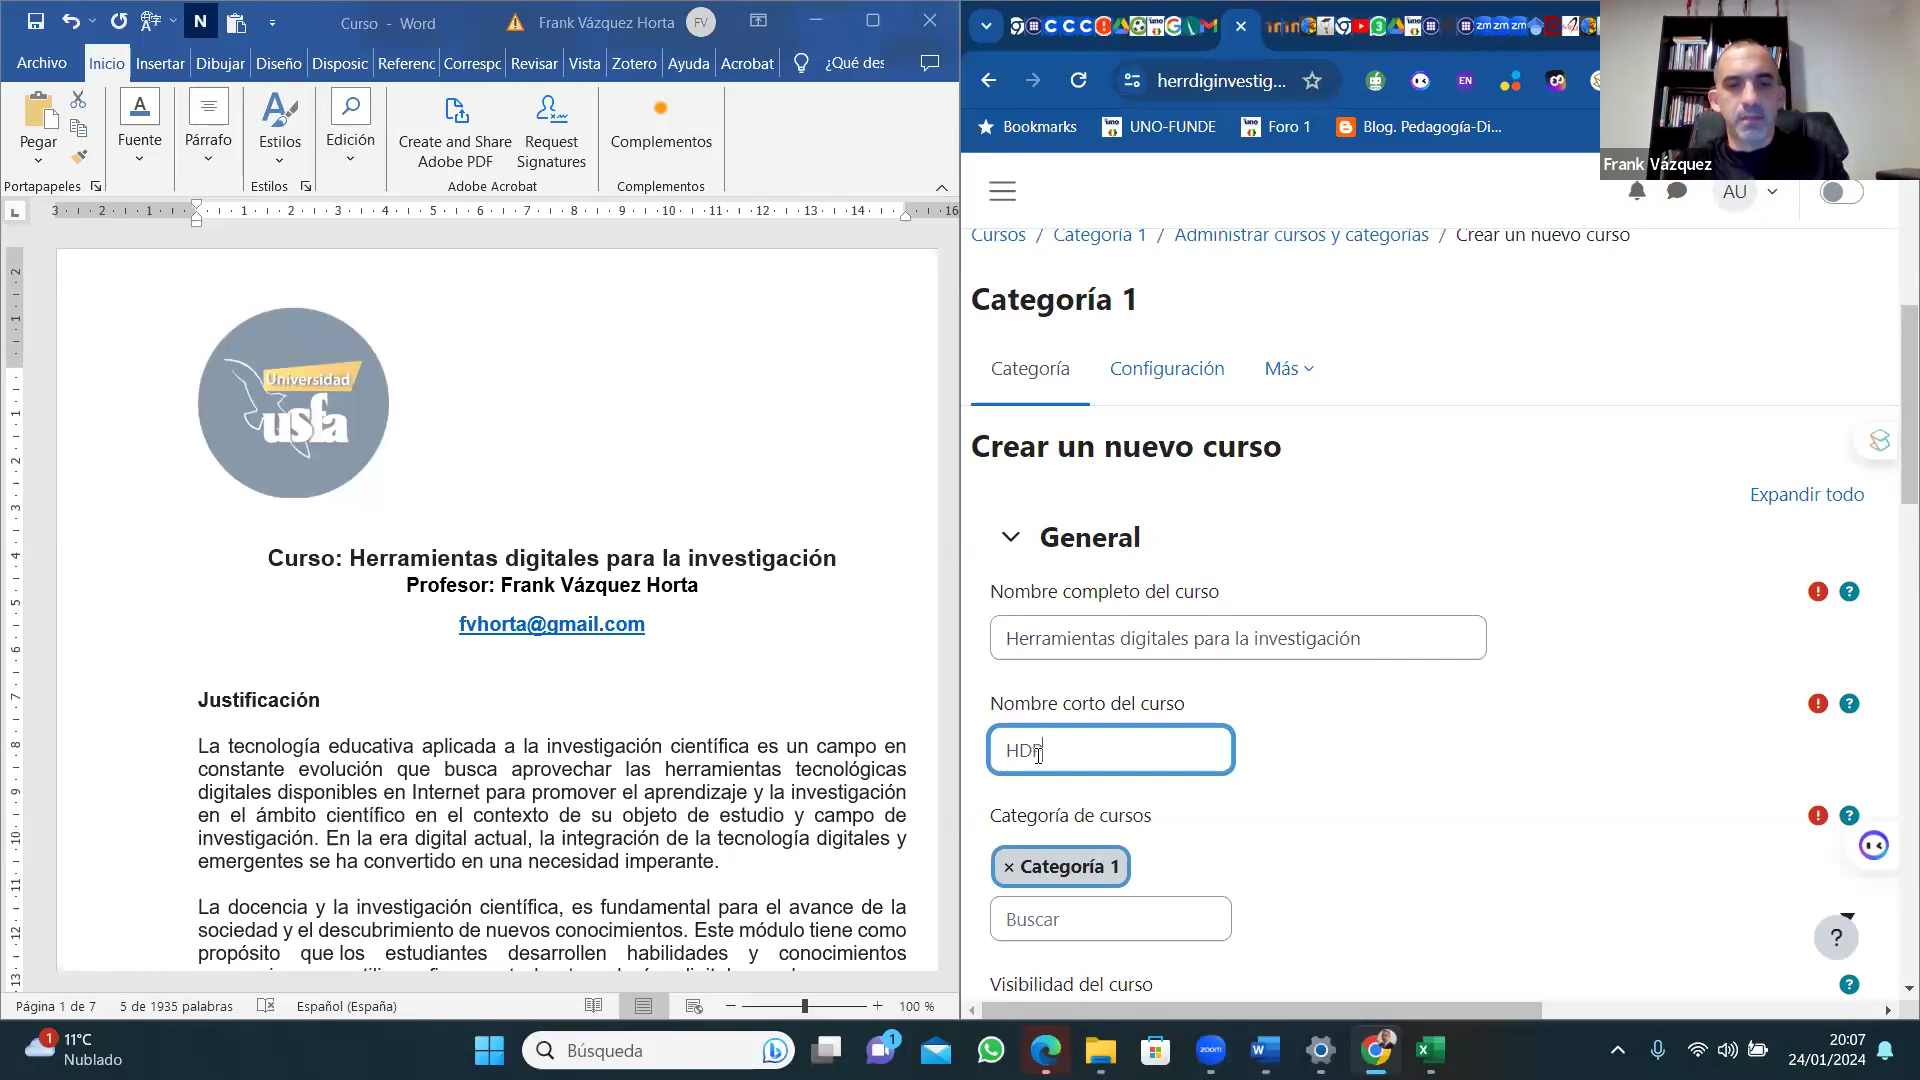 Curso - Word
Frank Vázquez Horta
FV
Archivo
Inicio
Insertar
Dibujar
Diseño
Disposic
Referenc
Correspc
Revisar
Vista
Zotero
Ayuda
Acrobat
¿Qué des
Pegar
Fuente
Párrafo
Estilos
Edición
Create and Share
Adobe PDF
Request
Signatures
Complementos
Portapapeles
Estilos
Adobe Acrobat
Complementos
Universidad
usfa
Curso: Herramientas digitales para la investigación
Profesor: Frank Vázquez Horta
fvhorta@gmail.com
Justificación
La tecnología educativa aplicada a la investigación científica es un campo en
constante evolución que busca aprovechar las herramientas tecnológicas
digitales disponibles en Internet para promover el aprendizaje y la investigación
en el ámbito científico en el contexto de su objeto de estudio y campo de
investigación. En la era digital actual, la integración de la tecnología digitales y
emergentes se ha convertido en una necesidad imperante.
La docencia y la investigación científica, es fundamental para el avance de la
sociedad y el descubrimiento de nuevos conocimientos. Este módulo tiene como
propósito que los estudiantes desarrollen habilidades y conocimientos
Página 1 de 7
5 de 1935 palabras
Español (España)
100 %
herrdiginvestig...
EN
Bookmarks
UNO-FUNDE
Foro 1
Blog. Pedagogía-Di...
Frank Vázquez
AU
Cursos / Categoría 1 / Administrar cursos y categorías / Crear un nuevo curso
Categoría 1
Categoría
Configuración
Más
Crear un nuevo curso
Expandir todo
General
Nombre completo del curso
Herramientas digitales para la investigación
Nombre corto del curso
Categoría de cursos
× Categoría 1
Buscar
Visibilidad del curso
1
11°C
Nublado
Búsqueda
1
zoom
20:07
24/01/2024